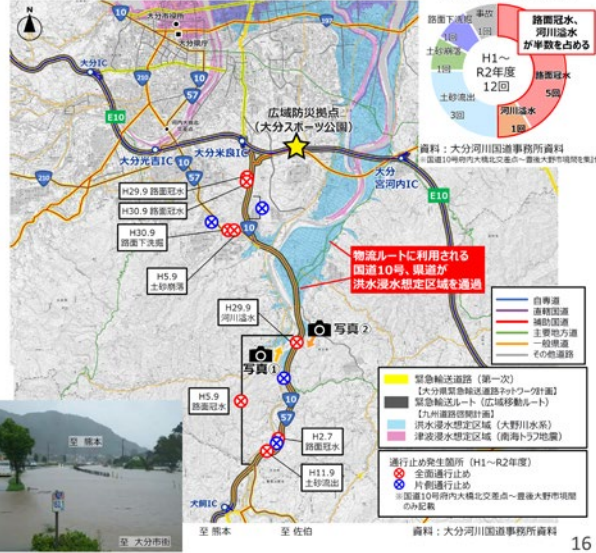 大分市役所
大分県庁
大分IC
10
57
210
197
E10
広域防災拠点
(大分スポーツ公園)
大分光吉IC
大分米良IC
大分
宮河内IC
E10
210
10
H29.9 路面冠水
H30.9 路面冠水
H30.9
路面下洗掘
10
H5.9
土砂崩落
物流ルートに利用される
国道10号、県道が
洪水浸水想定区域を通過
H29.9
河川溢水
写真①
写真②
H5.9
路面冠水
10
57
H2.7
路面冠水
H11.9
土砂流出
犬飼IC
至 熊本
至 佐伯
至 熊本
至 大分市街
事故
1回
路面下洗掘
1回
土砂崩落
1回
土砂流出
3回
河川溢水
1回
路面冠水
5回
H1~
R2年度
12回
路面冠水、
河川溢水
が半数を占める
資料:大分河川国道事務所資料
※国道10号府内大橋北交差点~豊後大野市境間を集計
自専道
直轄国道
補助国道
主要地方道
一般県道
その他道路
緊急輸送道路(第一次)
【大分県緊急輸送道路ネットワーク計画】
緊急輸送ルート(広域移動ルート)
【九州道路啓開計画】
洪水浸水想定区域(大野川水系)
津波浸水想定区域(南海トラフ地震)
通行止め発生箇所(H1~R2年度)
全面通行止め
片側通行止め
※国道10号府内大橋北交差点~豊後大野市境間
のみ記載
資料:大分河川国道事務所資料
16